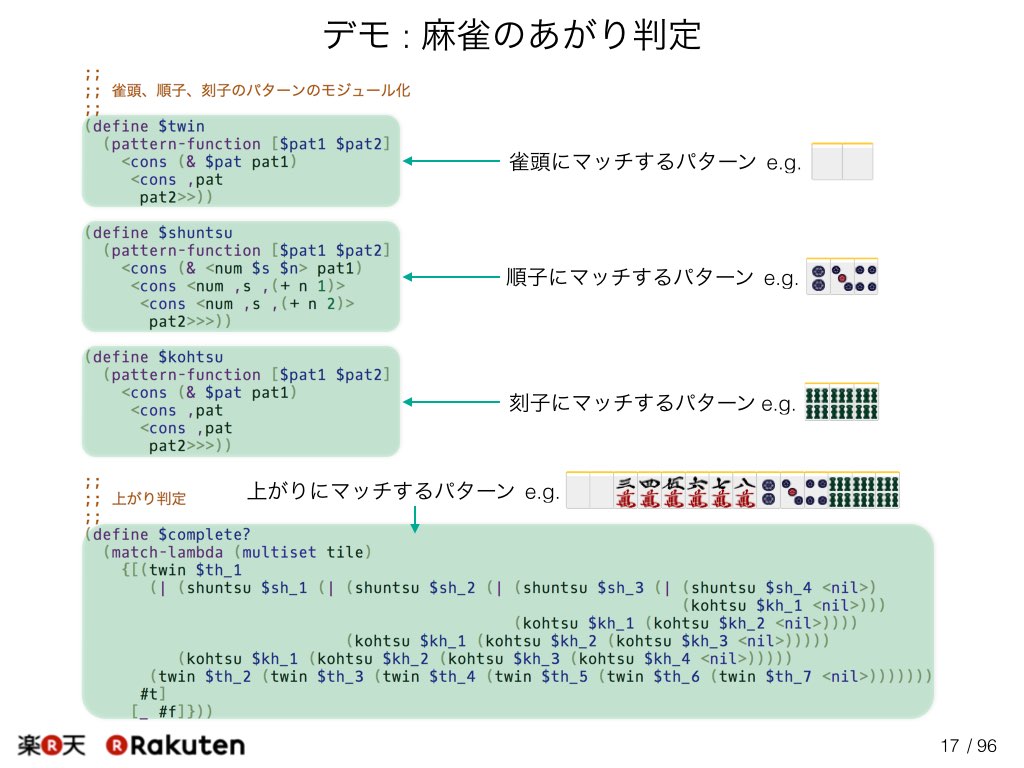 デモ : 麻雀のあがり判定
;;
;; 雀頭、順子、刻子のパターンのモジュール化
;;
(define $twin
  (pattern-function [$pat1 $pat2]
    <cons (& $pat pat1)
     <cons ,pat
      pat2>>))
雀頭にマッチするパターン e.g.
(define $shuntsu
  (pattern-function [$pat1 $pat2]
    <cons (& <num $s $n> pat1)
     <cons <num ,s ,(+ n 1)>
      <cons <num ,s ,(+ n 2)>
       pat2>>>))
順子にマッチするパターン e.g.
(define $kohtsu
  (pattern-function [$pat1 $pat2]
    <cons (& $pat pat1)
     <cons ,pat
      <cons ,pat
       pat2>>>))
刻子にマッチするパターン e.g.
;;
;; 上がり判定
;;
上がりにマッチするパターン e.g. 三萬 四萬 伍萬 六萬 七萬 八萬
(define $complete?
  (match-lambda (multiset tile)
    {[(twin $th_1
       (| (shuntsu $sh_1 (| (shuntsu $sh_2 (| (shuntsu $sh_3 (| (shuntsu $sh_4 <nil>)
                                                                (kohtsu $kh_1 <nil>)))
                                              (kohtsu $kh_1 (kohtsu $kh_2 <nil>))))
                            (kohtsu $kh_1 (kohtsu $kh_2 (kohtsu $kh_3 <nil>)))))
          (kohtsu $kh_1 (kohtsu $kh_2 (kohtsu $kh_3 (kohtsu $kh_4 <nil>)))))
       (twin $th_2 (twin $th_3 (twin $th_4 (twin $th_5 (twin $th_6 (twin $th_7 <nil>)))))))
      #t]
     [_ #f]}))
楽R天 R Rakuten
17 / 96